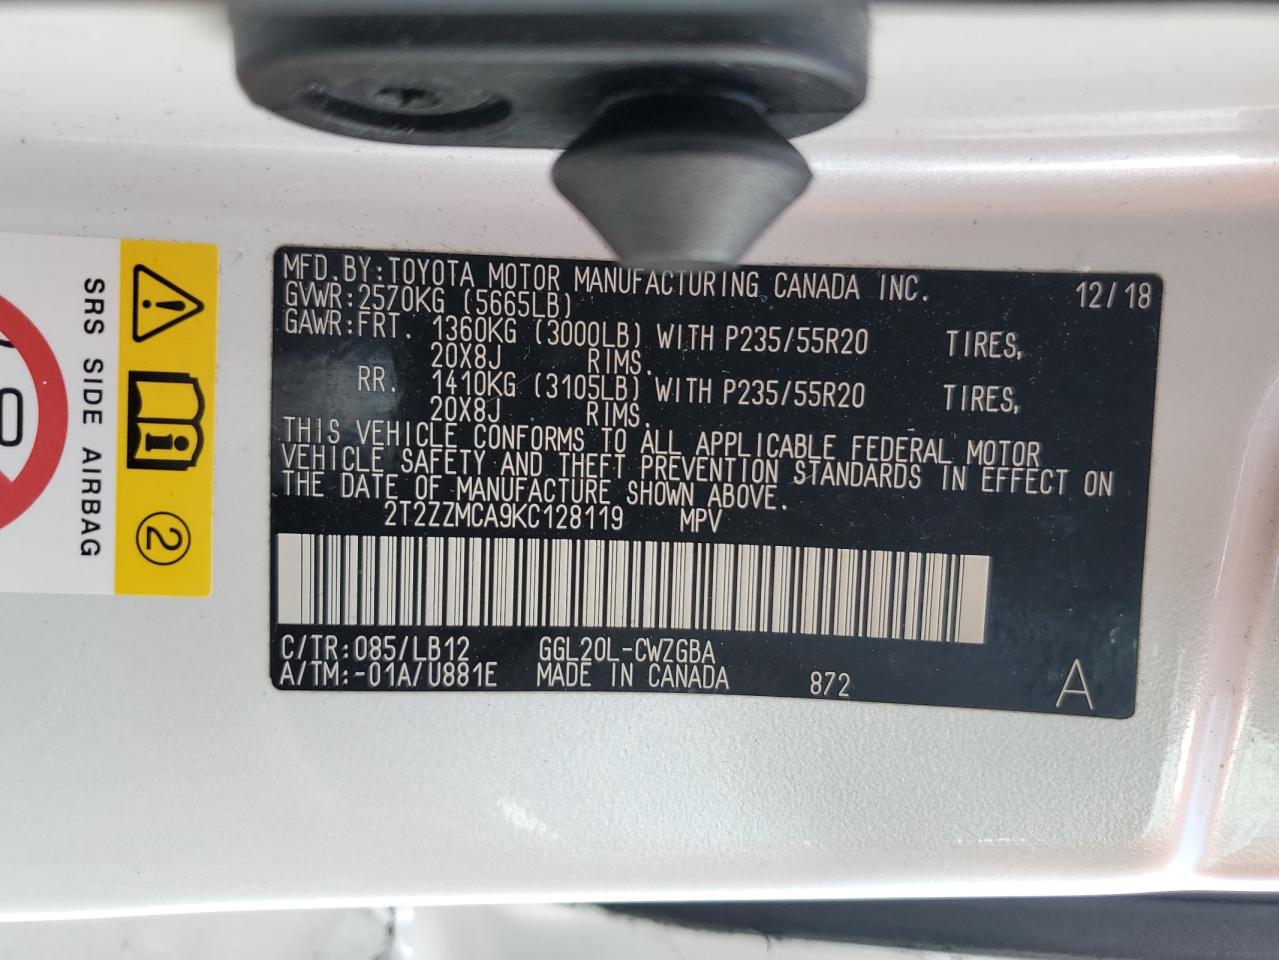 MFD.BY:TOYOTA MOTOR MANUFACTURING CANADA INC. 12/18
GVWR:2570KG (5665LB)
GAWR:FRT. 1360KG (3000LB) WITH P235/55R20 TIRES,
20X8J RIMS.
RR. 1410KG (3105LB) WITH P235/55R20 TIRES,
20X8J RIMS.
THIS VEHICLE CONFORMS TO ALL APPLICABLE FEDERAL MOTOR
VEHICLE SAFETY AND THEFT PREVENTION STANDARDS IN EFFECT ON
THE DATE OF MANUFACTURE SHOWN ABOVE.
2T2ZZMCA9KC128119 MPV
C/TR:085/LB12 GGL20L-CWZGBA
A/TM:-01A/U881E MADE IN CANADA 872 A
SRS SIDE AIRBAG
2